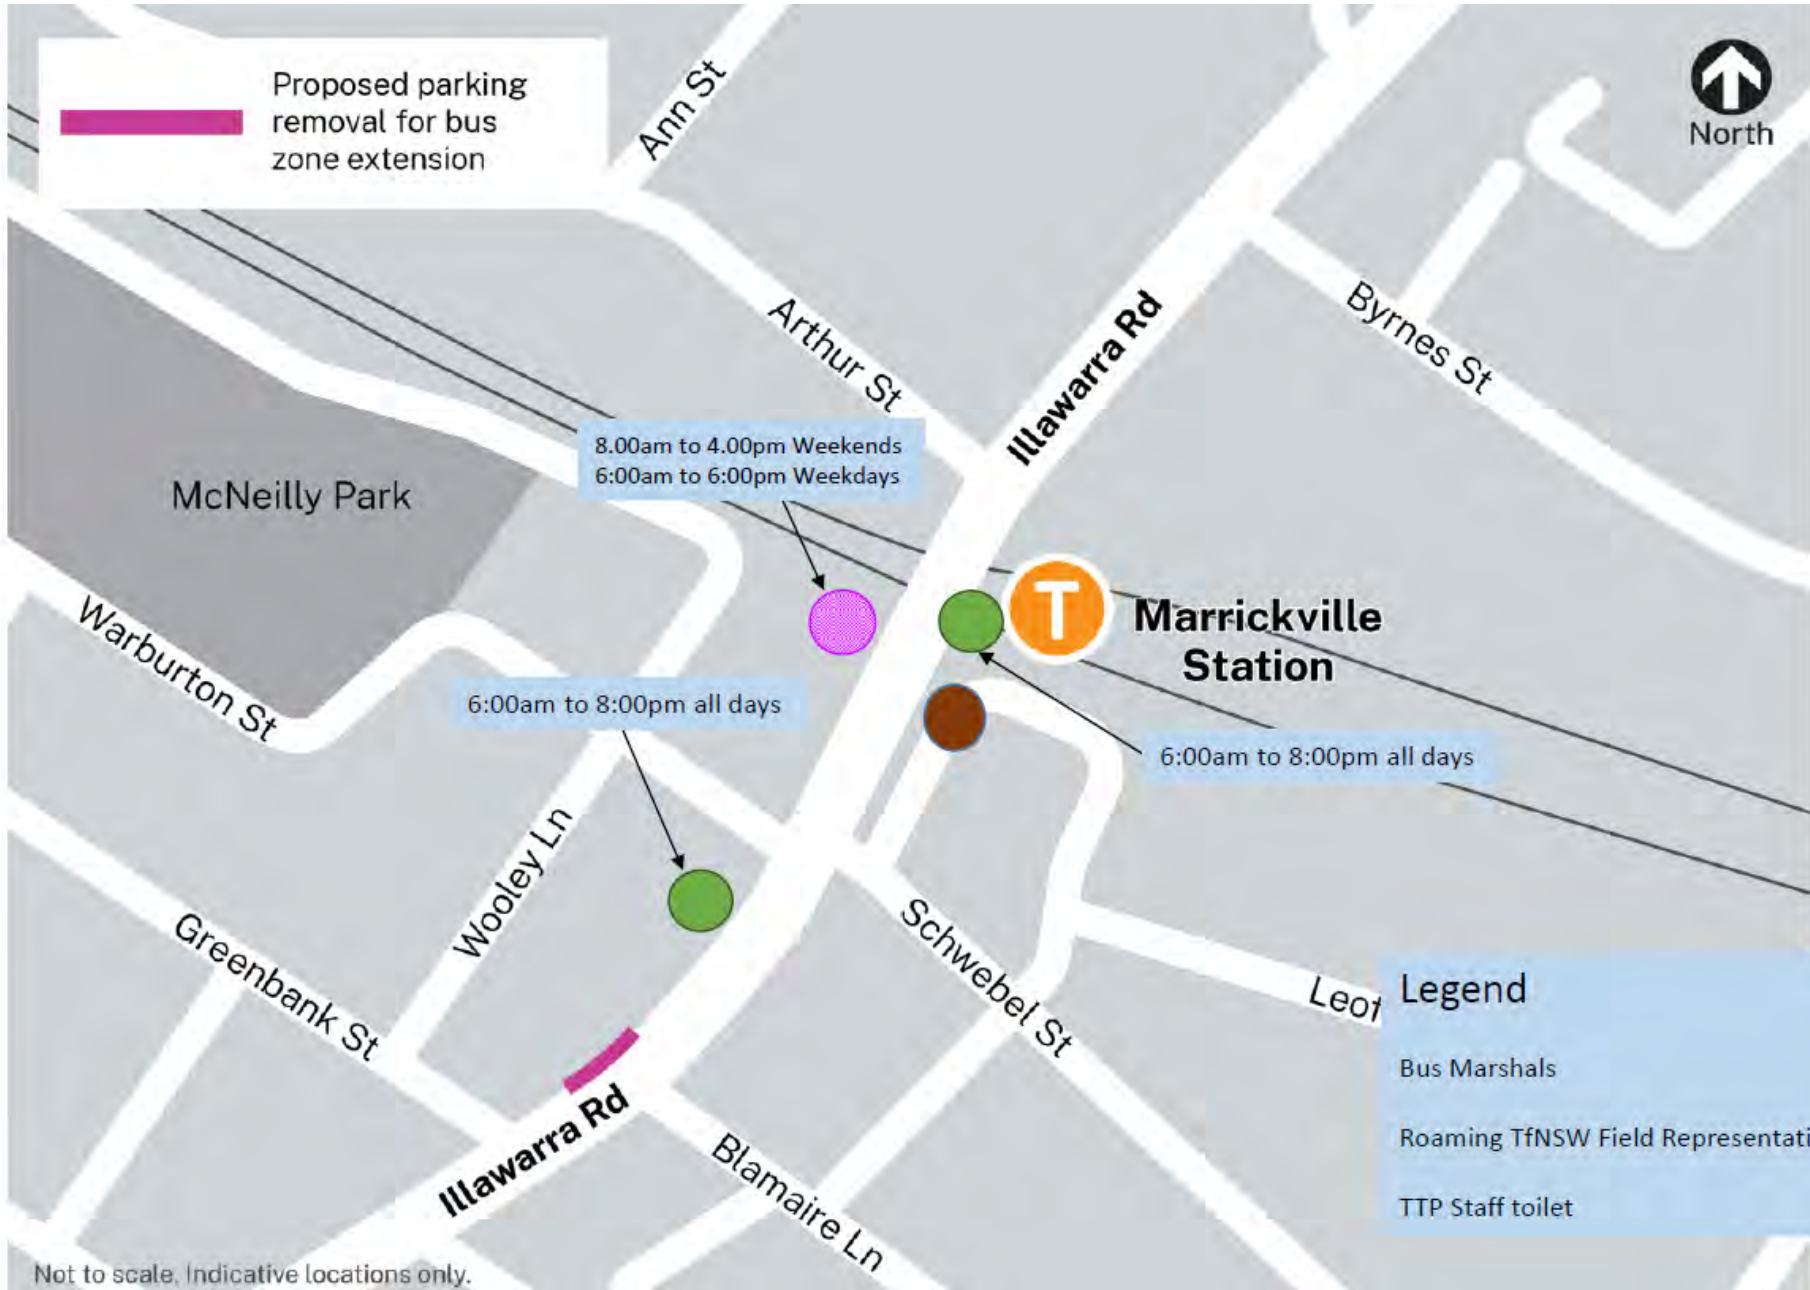 Proposed parking
removal for bus
zone extension
Ann St
North
Arthur St
Illawarra Rd
Byrnes St
8.00am to 4.00pm Weekends
6:00am to 6:00pm Weekdays
McNeilly Park
T
Marrickville
Station
Warburton St
6:00am to 8:00pm all days
6:00am to 8:00pm all days
Wooley Ln
Greenbank St
Schwebel St
Leof
Legend
Bus Marshals
Roaming TfNSW Field Representati
TTP Staff toilet
Illawarra Rd
Blamaire Ln
Not to scale. Indicative locations only.